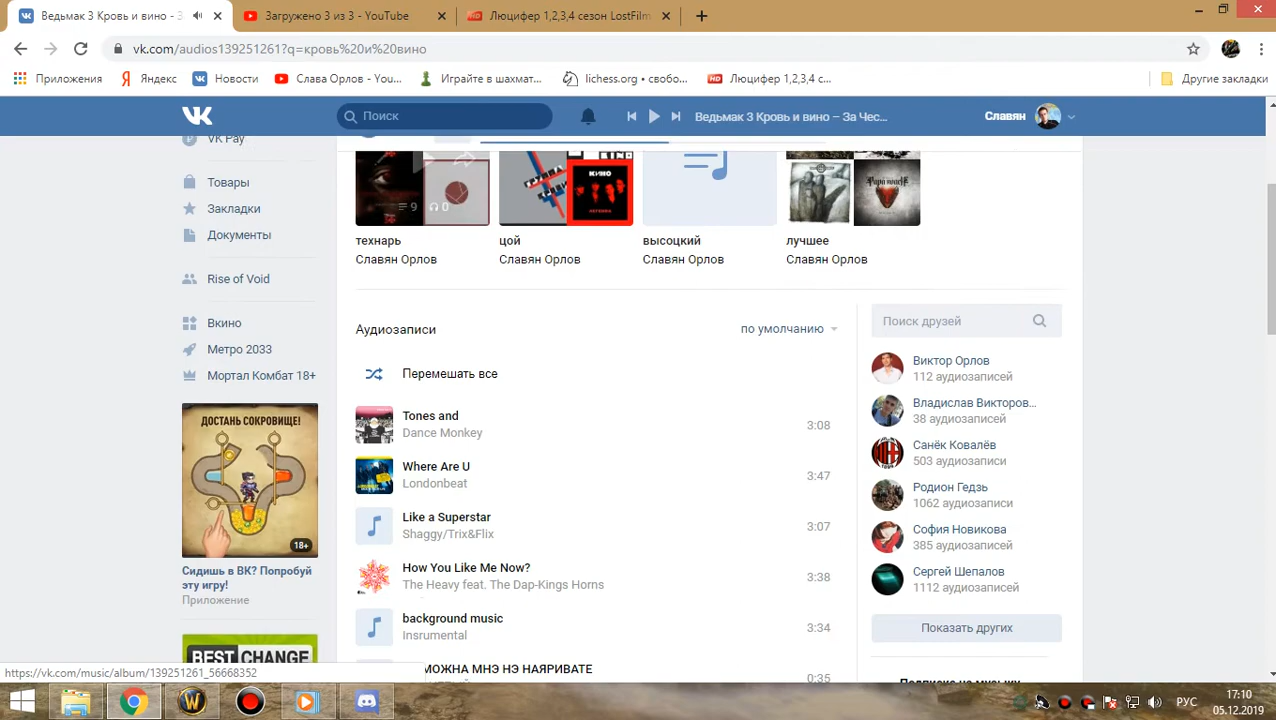 Ведьмак 3 Кровь и вино - З
Загружено 3 из 3 - YouTube
Люцифер 1,2,3,4 сезон LostFilm
vk.com/audios139251261?q=кровь%20и%20вино
Приложения
Яндекс
Новости
Слава Орлов - You...
Играйте в шахмат...
lichess.org • свобо...
Люцифер 1,2,3,4 с...
Другие закладки
Поиск
Ведьмак 3 Кровь и вино – За Чес...
Славян
VK Pay
Товары
Закладки
Документы
Rise of Void
Вкино
Метро 2033
Мортал Комбат 18+
ДОСТАНЬ СОКРОВИЩЕ!
18+
Сидишь в ВК? Попробуй
эту игру!
Приложение
BEST CHANGE
9
0
КИНО
технарь
Славян Орлов
цой
Славян Орлов
высоцкий
Славян Орлов
лучшее
Славян Орлов
Аудиозаписи
по умолчанию
Перемешать все
Tones and
Dance Monkey
3:08
Where Are U
Londonbeat
3:47
Like a Superstar
Shaggy/Trix&Flix
3:07
How You Like Me Now?
The Heavy feat. The Dap-Kings Horns
3:38
background music
Insrumental
3:34
МОЖНА МНЭ НЭ НАЯРИВАТЕ
0:35
Поиск друзей
Виктор Орлов
112 аудиозаписей
Владислав Викторов...
38 аудиозаписей
Санёк Ковалёв
503 аудиозаписи
Родион Гедзь
1062 аудиозаписи
София Новикова
385 аудиозаписей
Сергей Шепалов
1112 аудиозаписей
Показать других
Подписка на музыку
https://vk.com/music/album/139251261_56668352
РУС
17:10
05.12.2019